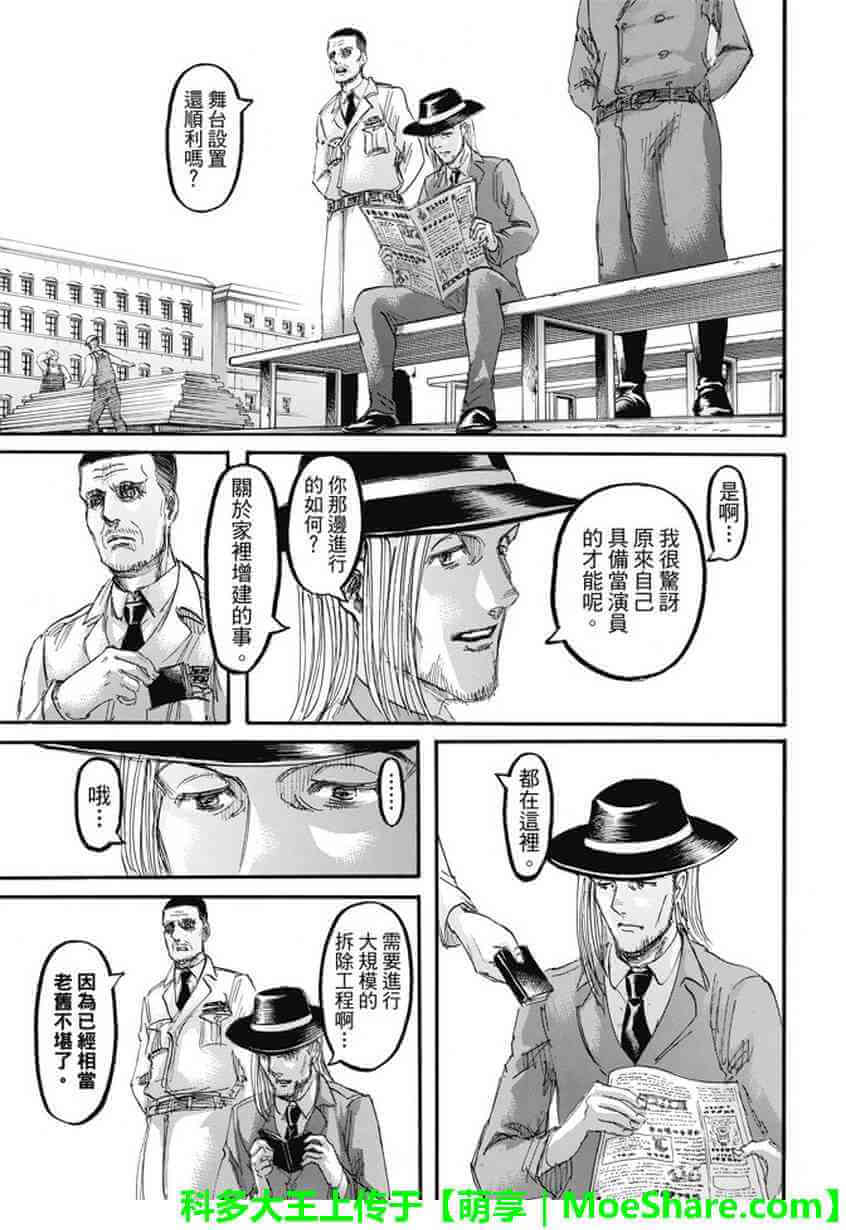 舞台設置
還順利嗎?
是啊…
我很驚訝
原來自己
具備當演員
的才能呢。
你那邊進行
的如何?
關於家裡增建的事。
都在這裡。
……
哦…
需要進行
大規模的
拆除工程啊…
因為已經相當
老舊不堪了。
科多大王上传于【萌享|MoeShare.com】